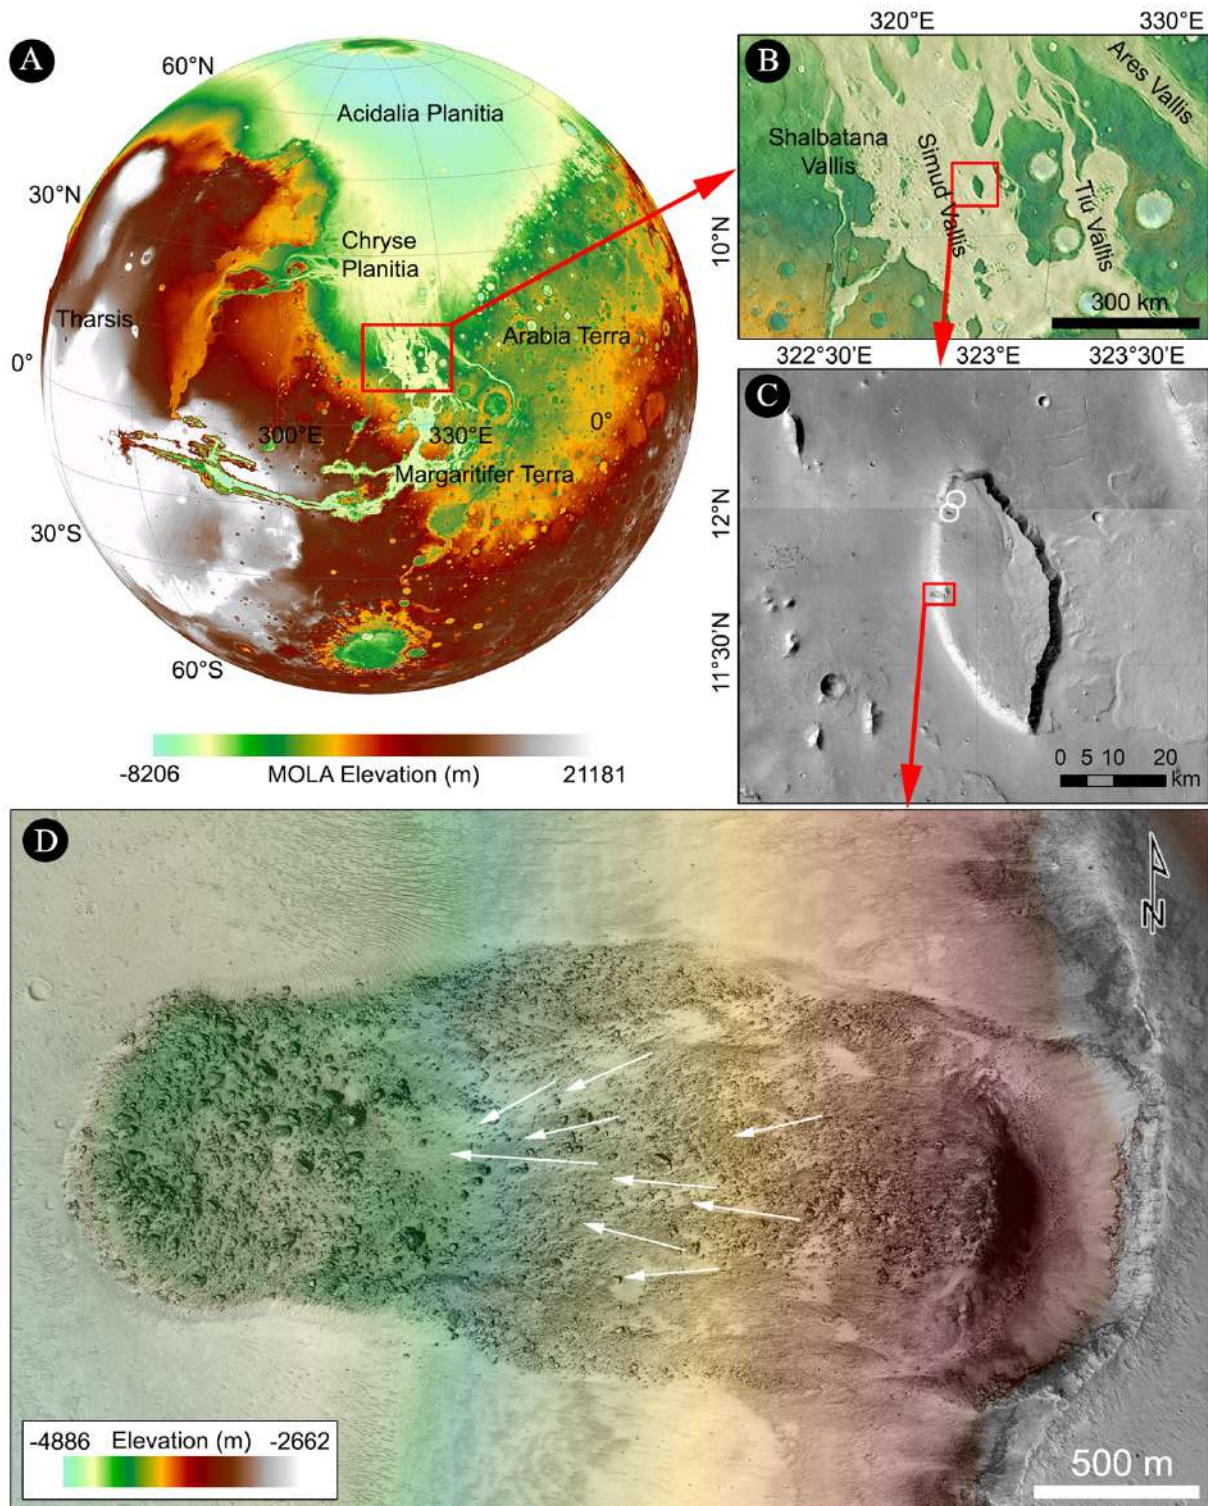 A
60°N
Acidalia Planitia
30°N
Chryse
Planitia
Tharsis
Arabia Terra
0°
300°E
330°E
0°
Margaritifer Terra
30°S
60°S
-8206 MOLA Elevation (m) 21181
320°E 330°E
B
Ares Vallis
Shalbatana
Vallis
Simud Vallis
Tiu Vallis
10°N
300 km
322°30'E 323°E 323°30'E
C
12°N
11°30'N
0 5 10 20
km
D
N
-4886 Elevation (m) -2662
500 m